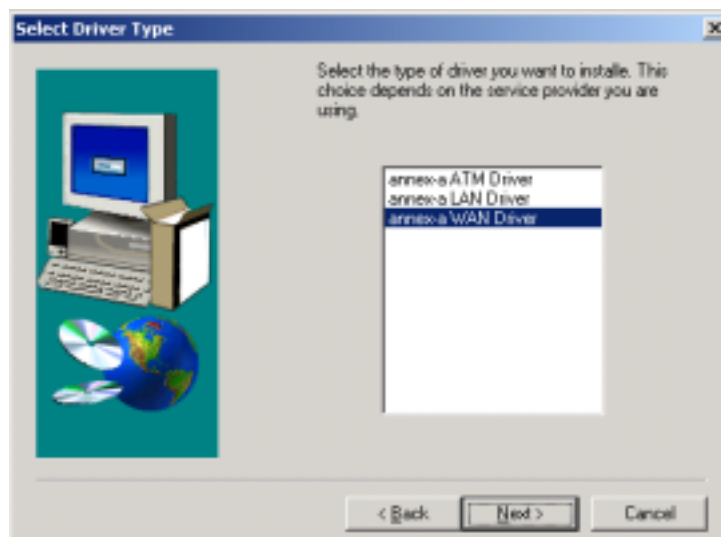 Select Driver Type
Select the type of driver you want to installe. This
choice depends on the service provider you are
using.
annex-a ATM Driver
annex-a LAN Driver
annex-a WAN Driver
< Back
Next >
Cancel